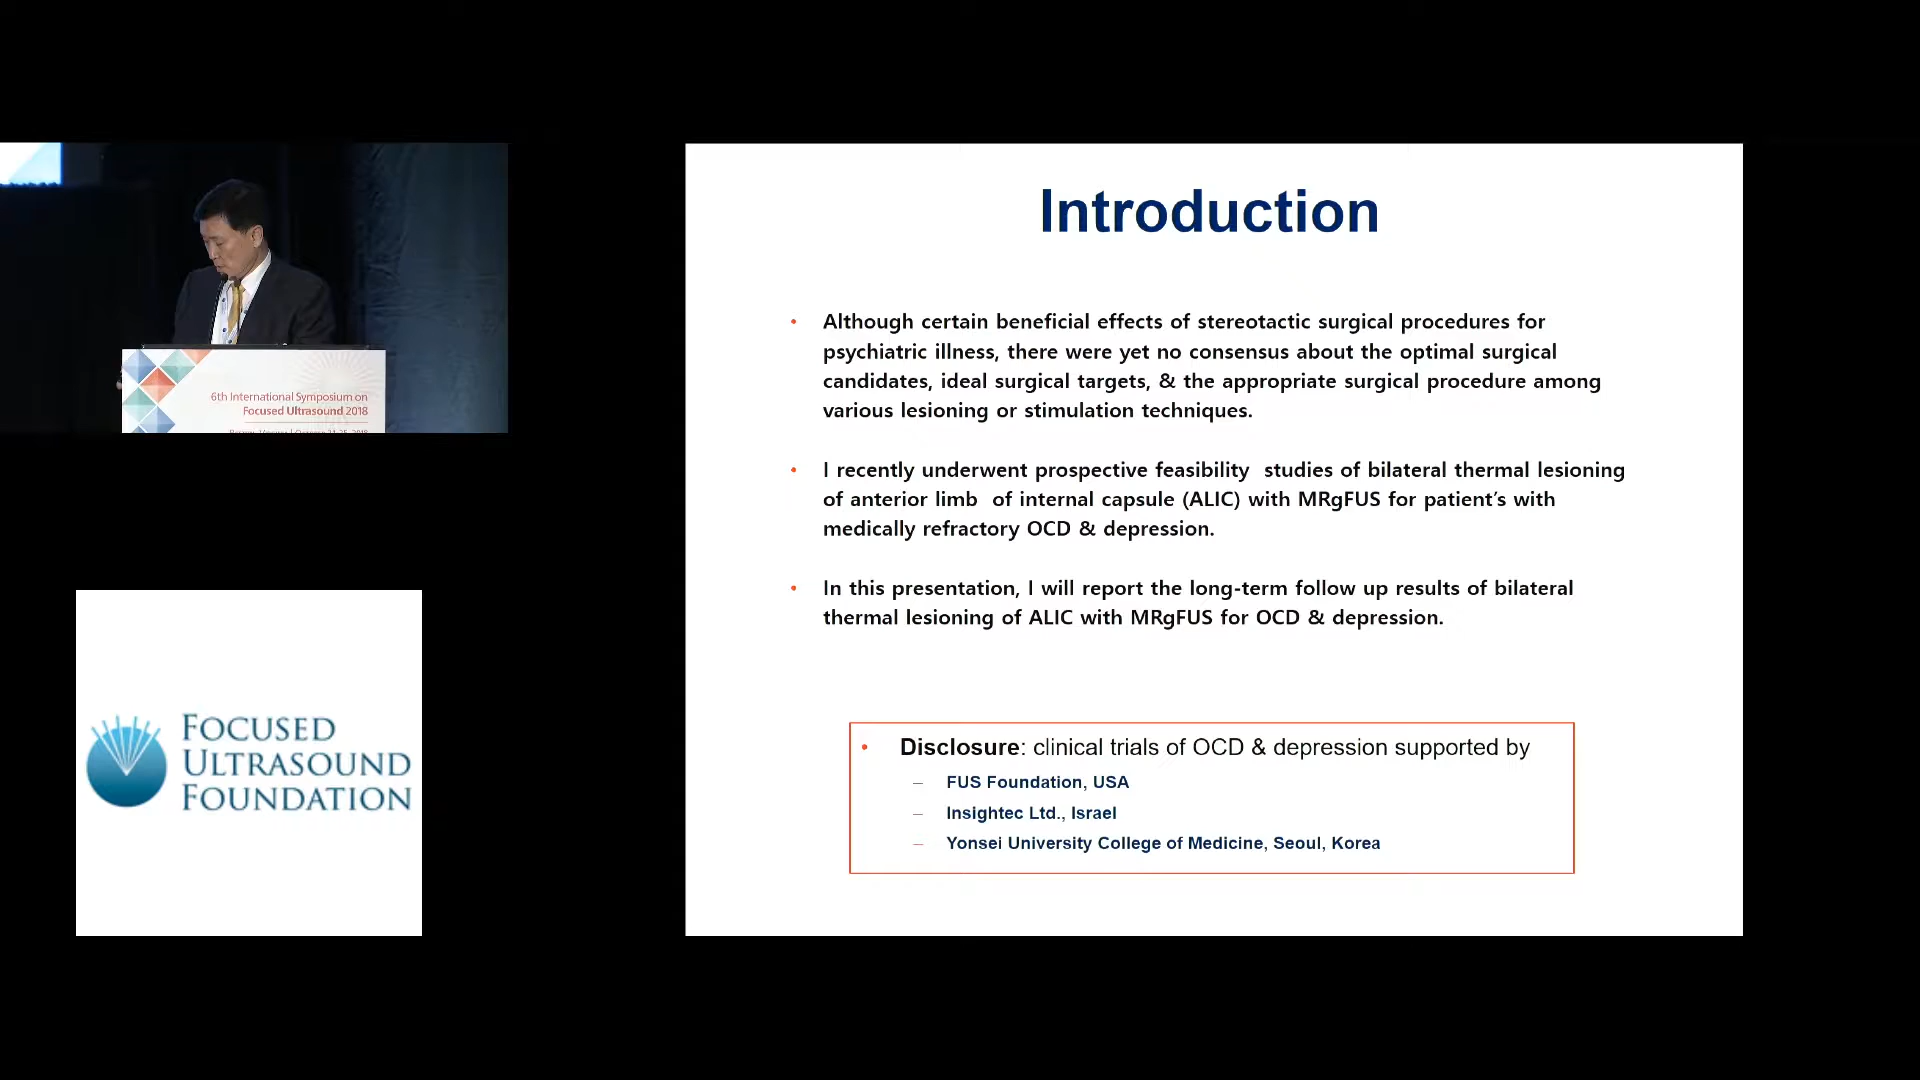 6th International Symposium on
Focused Ultrasound 2018
FOCUSED
ULTRASOUND
FOUNDATION
Introduction
• Although certain beneficial effects of stereotactic surgical procedures for
psychiatric illness, there were yet no consensus about the optimal surgical
candidates, ideal surgical targets, & the appropriate surgical procedure among
various lesioning or stimulation techniques.
• I recently underwent prospective feasibility studies of bilateral thermal lesioning
of anterior limb of internal capsule (ALIC) with MRgFUS for patient’s with
medically refractory OCD & depression.
• In this presentation, I will report the long-term follow up results of bilateral
thermal lesioning of ALIC with MRgFUS for OCD & depression.
• Disclosure: clinical trials of OCD & depression supported by
– FUS Foundation, USA
– Insightec Ltd., Israel
– Yonsei University College of Medicine, Seoul, Korea